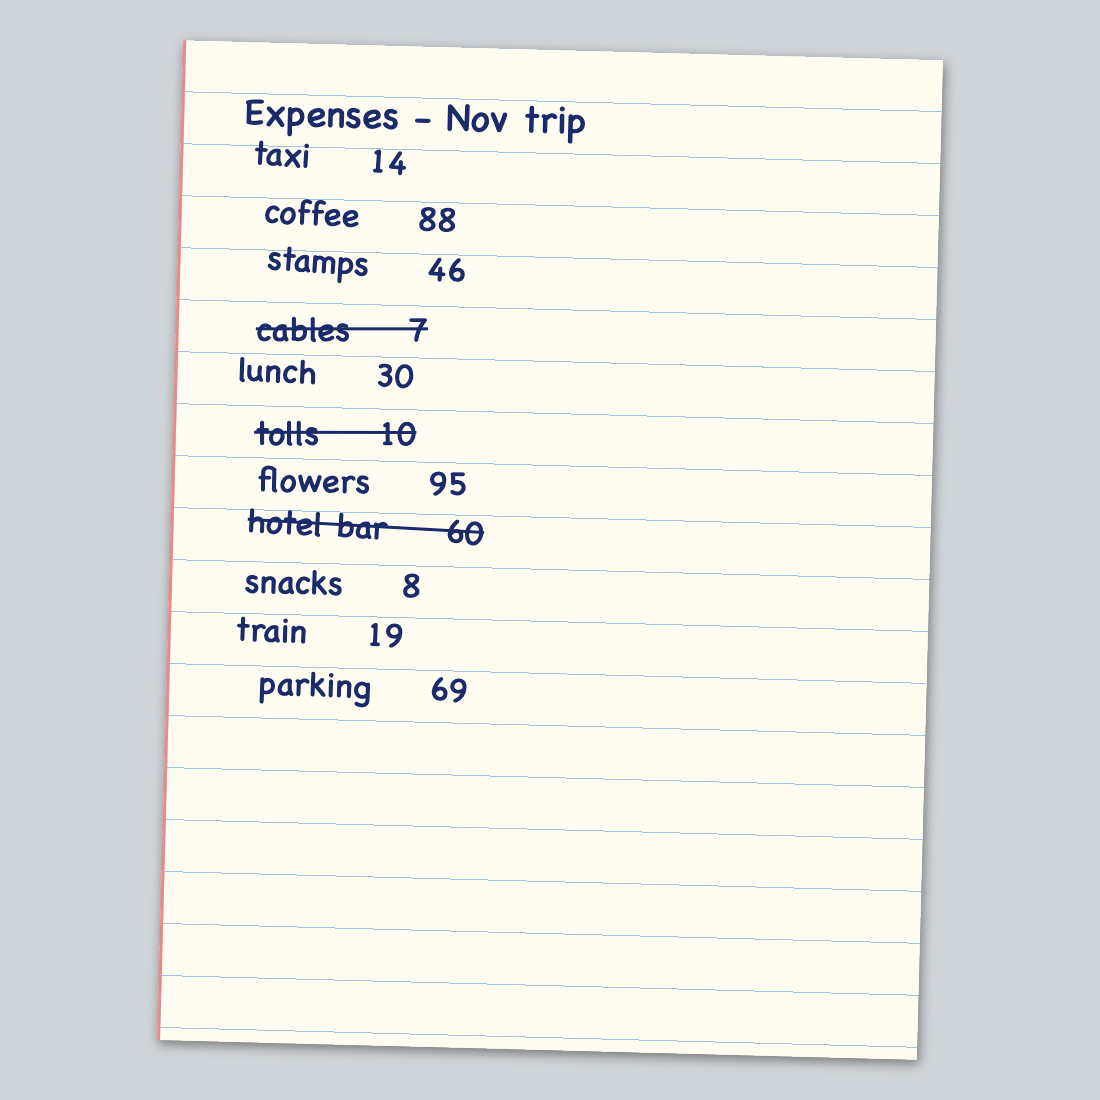 Expenses - Nov trip
taxi 14
coffee 88
stamps 46
cables 7
lunch 30
tolls 10
flowers 95
hotel bar 60
snacks 8
train 19
parking 69